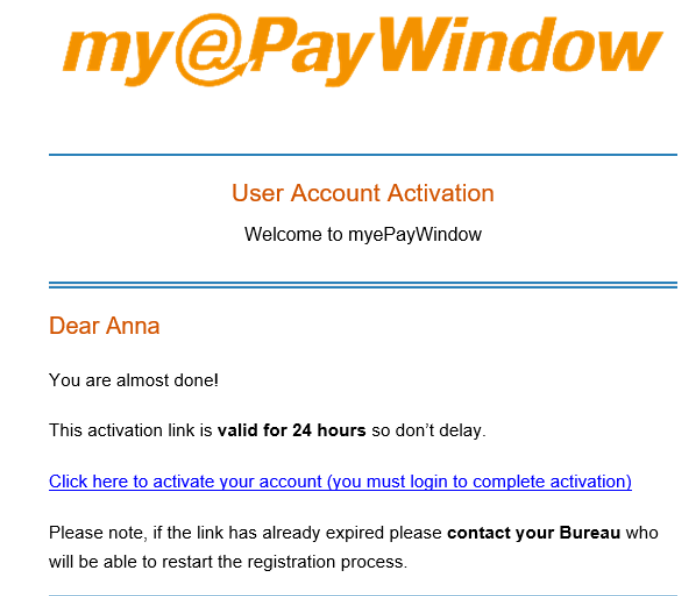 my@PayWindow
User Account Activation
Welcome to myePayWindow
Dear Anna
You are almost done!
This activation link is valid for 24 hours so don't delay.
Click here to activate your account (you must login to complete activation)
Please note, if the link has already expired please contact your Bureau who
will be able to restart the registration process.